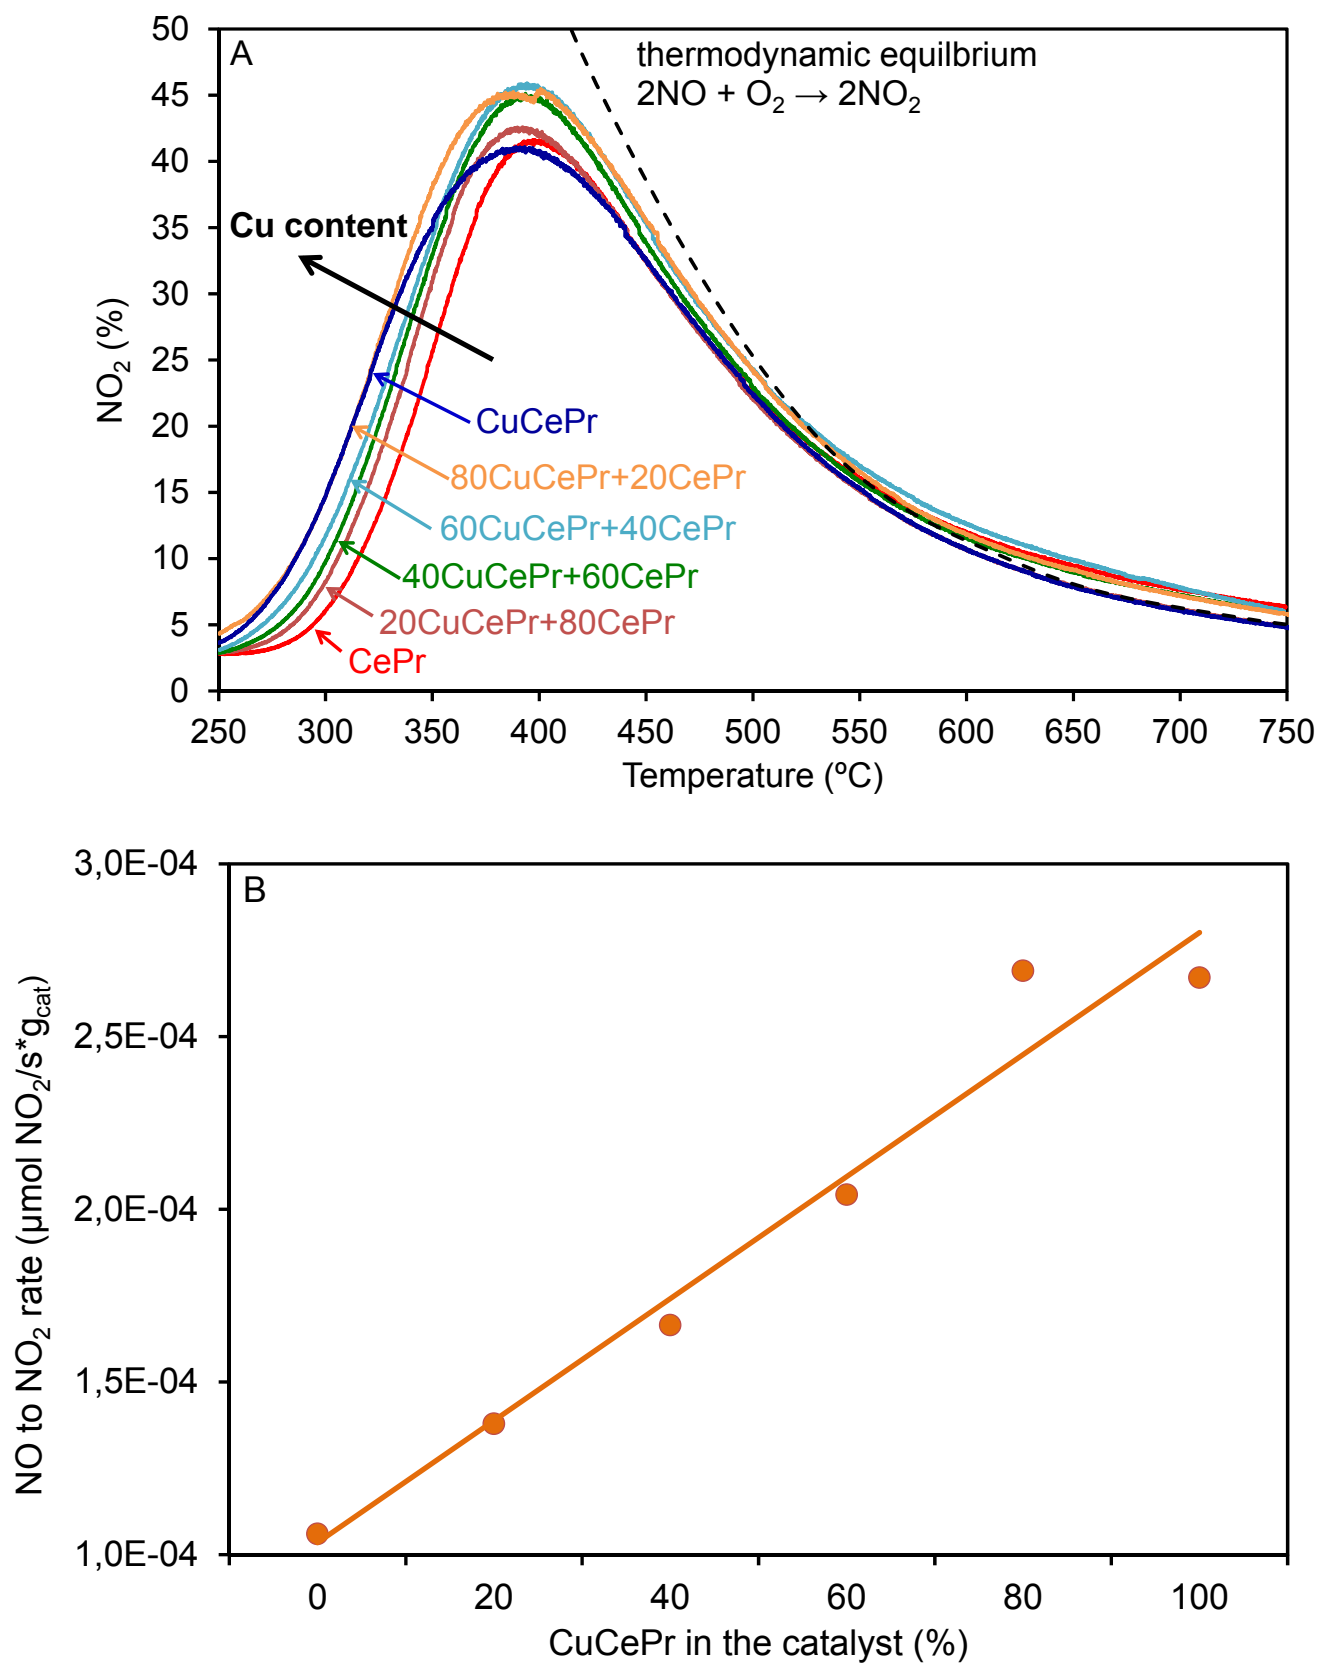 A
thermodynamic equilbrium
2NO + O₂ → 2NO₂
50
45
40
35
30
25
20
15
10
5
0
NO₂ (%)
Cu content
CuCePr
80CuCePr+20CePr
60CuCePr+40CePr
40CuCePr+60CePr
20CuCePr+80CePr
CePr
250 300 350 400 450 500 550 600 650 700 750
Temperature (ºC)
B
3,0E-04
2,5E-04
2,0E-04
1,5E-04
1,0E-04
NO to NO₂ rate (µmol NO₂/s*g_cat)
0 20 40 60 80 100
CuCePr in the catalyst (%)